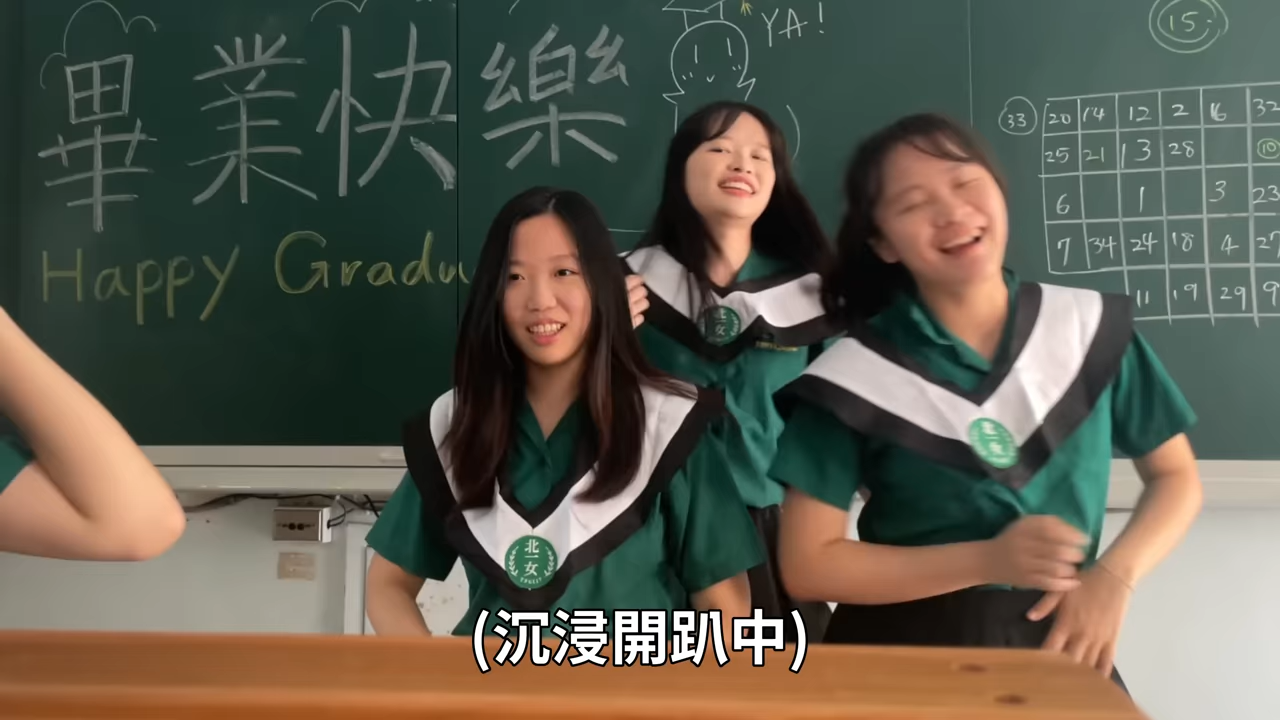 畢業快樂
YA!
Happy Gradu
15
33
20 14 12 2 16 32
25 21 13 28 10
6 1 3 23
7 34 24 18 4 27
11 19 29 9
北一女
北一女
TFGIST
北一女
(沉浸開趴中)